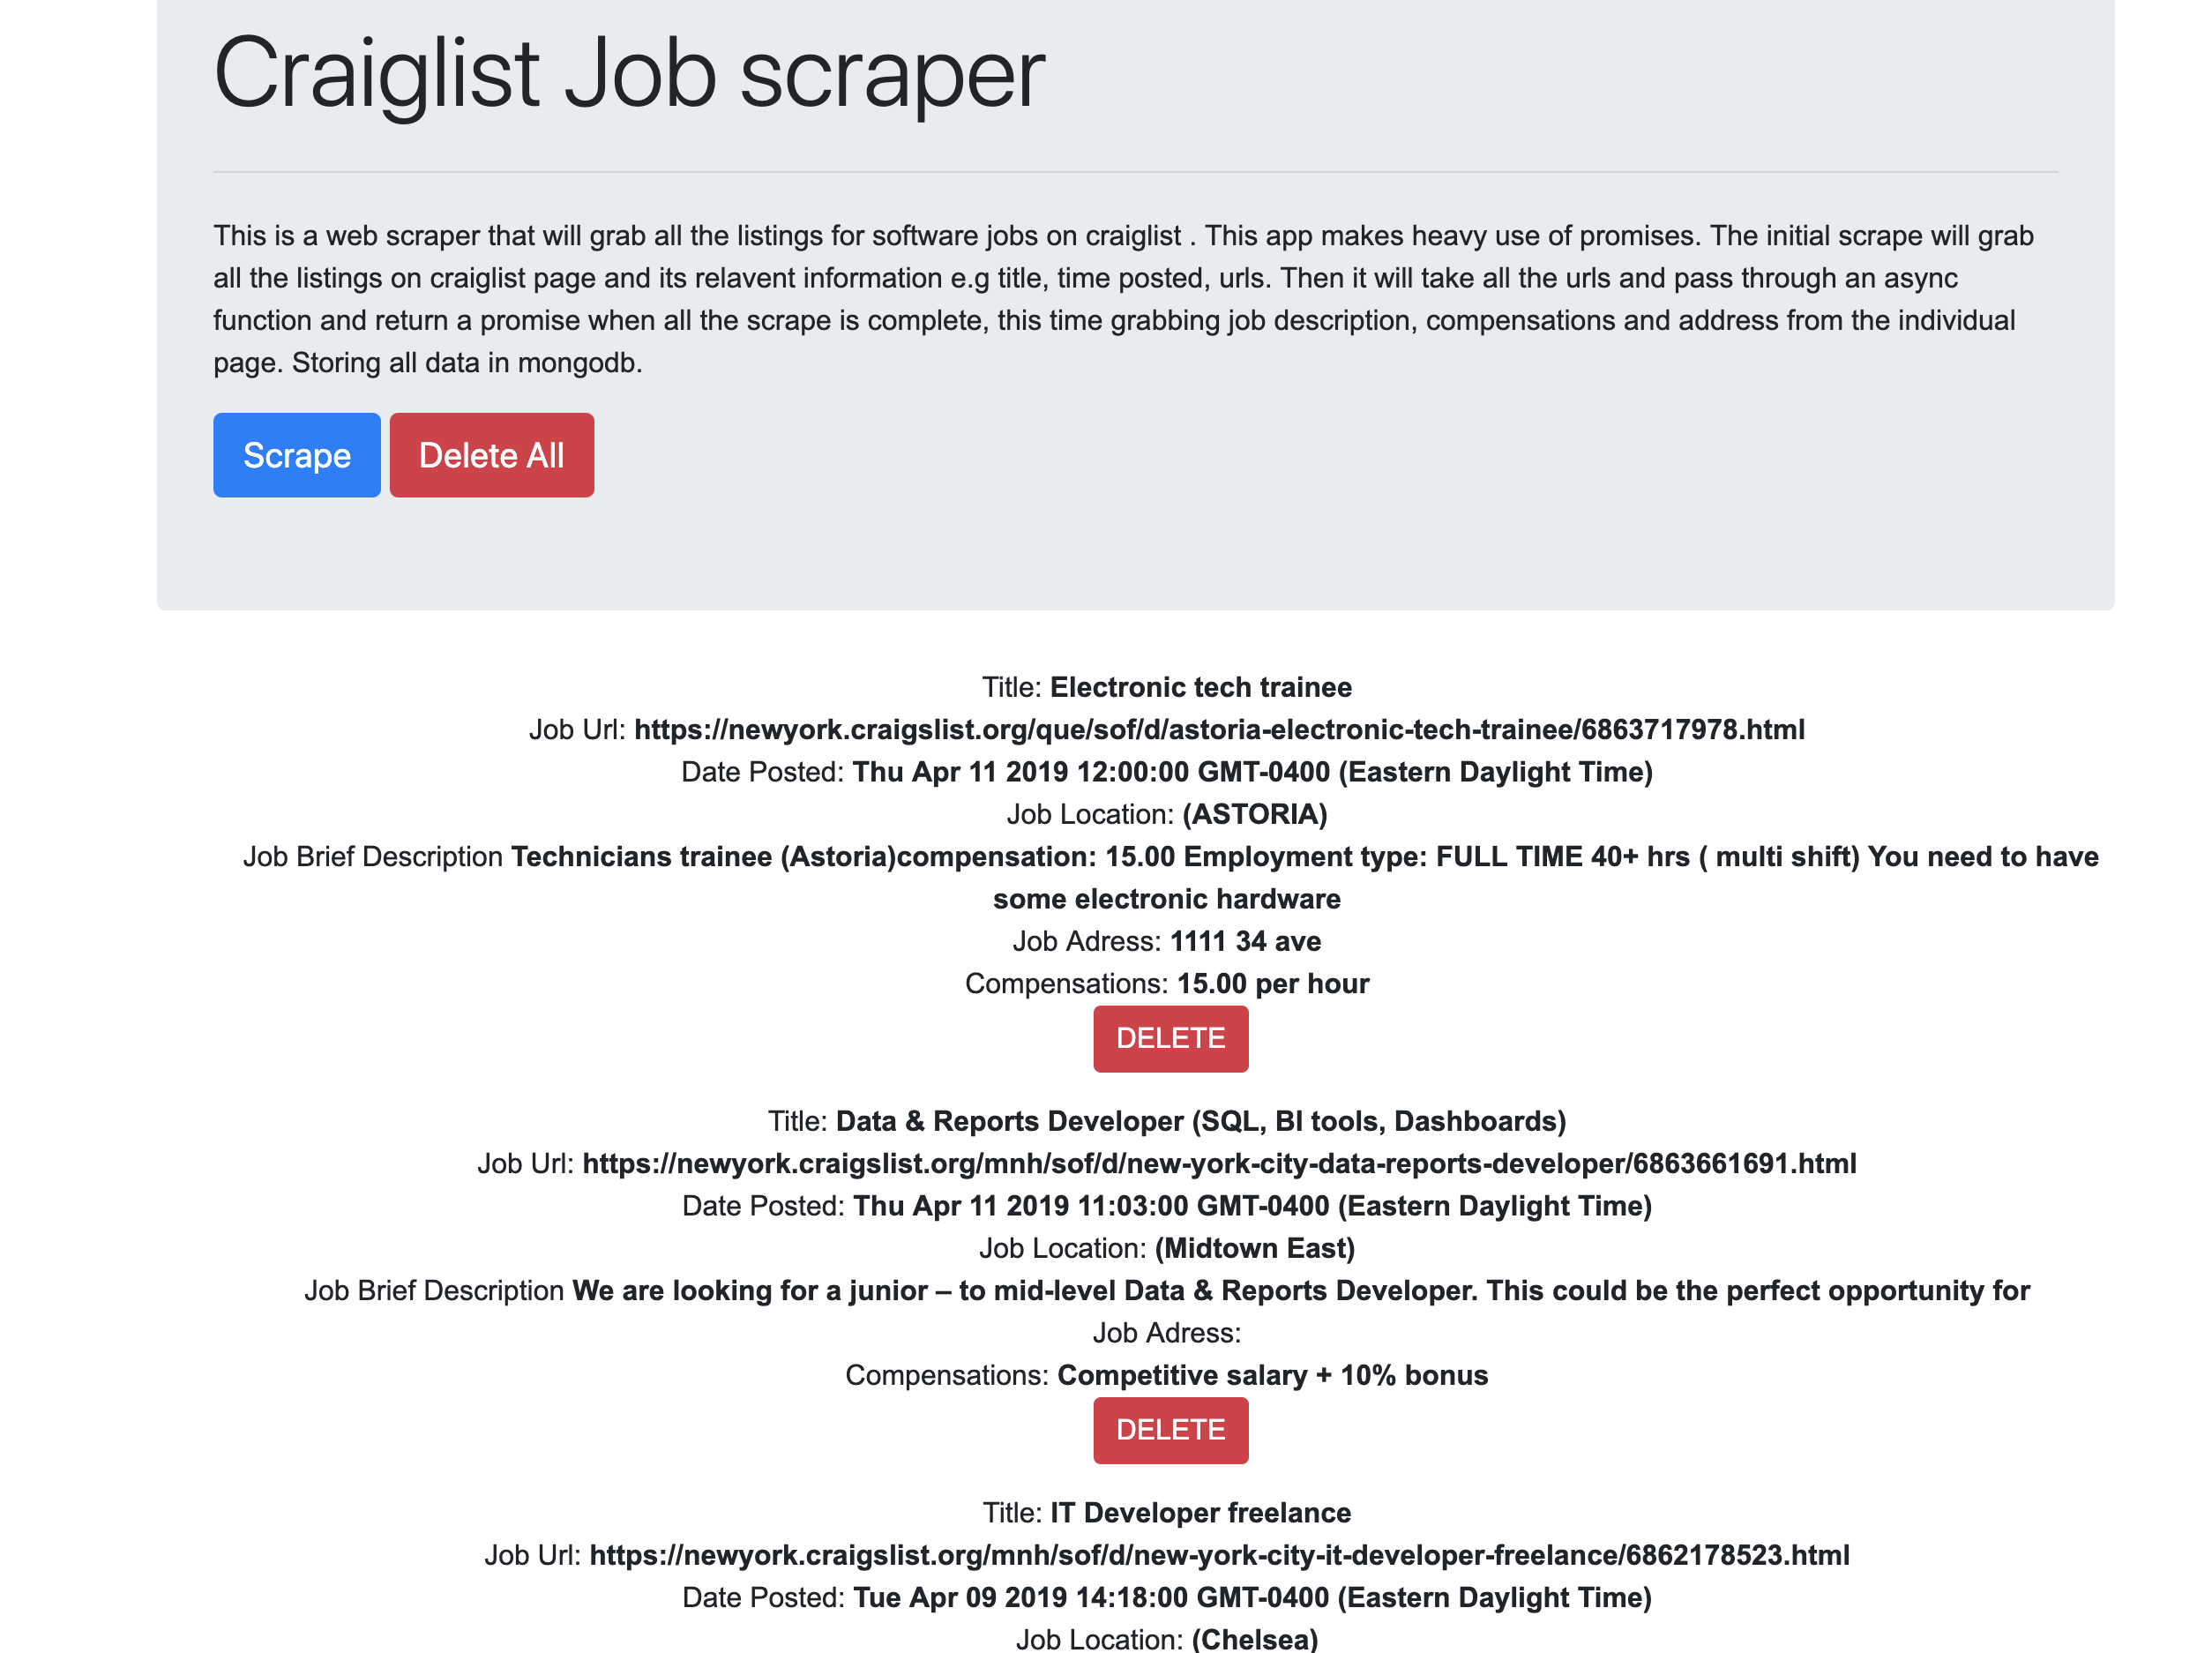 Craiglist Job scraper
This is a web scraper that will grab all the listings for software jobs on craiglist . This app makes heavy use of promises. The initial scrape will grab
all the listings on craiglist page and its relavent information e.g title, time posted, urls. Then it will take all the urls and pass through an async
function and return a promise when all the scrape is complete, this time grabbing job description, compensations and address from the individual
page. Storing all data in mongodb.
Scrape Delete All
Title: Electronic tech trainee
Job Url: https://newyork.craigslist.org/que/sof/d/astoria-electronic-tech-trainee/6863717978.html
Date Posted: Thu Apr 11 2019 12:00:00 GMT-0400 (Eastern Daylight Time)
Job Location: (ASTORIA)
Job Brief Description Technicians trainee (Astoria)compensation: 15.00 Employment type: FULL TIME 40+ hrs ( multi shift) You need to have
some electronic hardware
Job Adress: 1111 34 ave
Compensations: 15.00 per hour
DELETE
Title: Data & Reports Developer (SQL, BI tools, Dashboards)
Job Url: https://newyork.craigslist.org/mnh/sof/d/new-york-city-data-reports-developer/6863661691.html
Date Posted: Thu Apr 11 2019 11:03:00 GMT-0400 (Eastern Daylight Time)
Job Location: (Midtown East)
Job Brief Description We are looking for a junior – to mid-level Data & Reports Developer. This could be the perfect opportunity for
Job Adress:
Compensations: Competitive salary + 10% bonus
DELETE
Title: IT Developer freelance
Job Url: https://newyork.craigslist.org/mnh/sof/d/new-york-city-it-developer-freelance/6862178523.html
Date Posted: Tue Apr 09 2019 14:18:00 GMT-0400 (Eastern Daylight Time)
Job Location: (Chelsea)